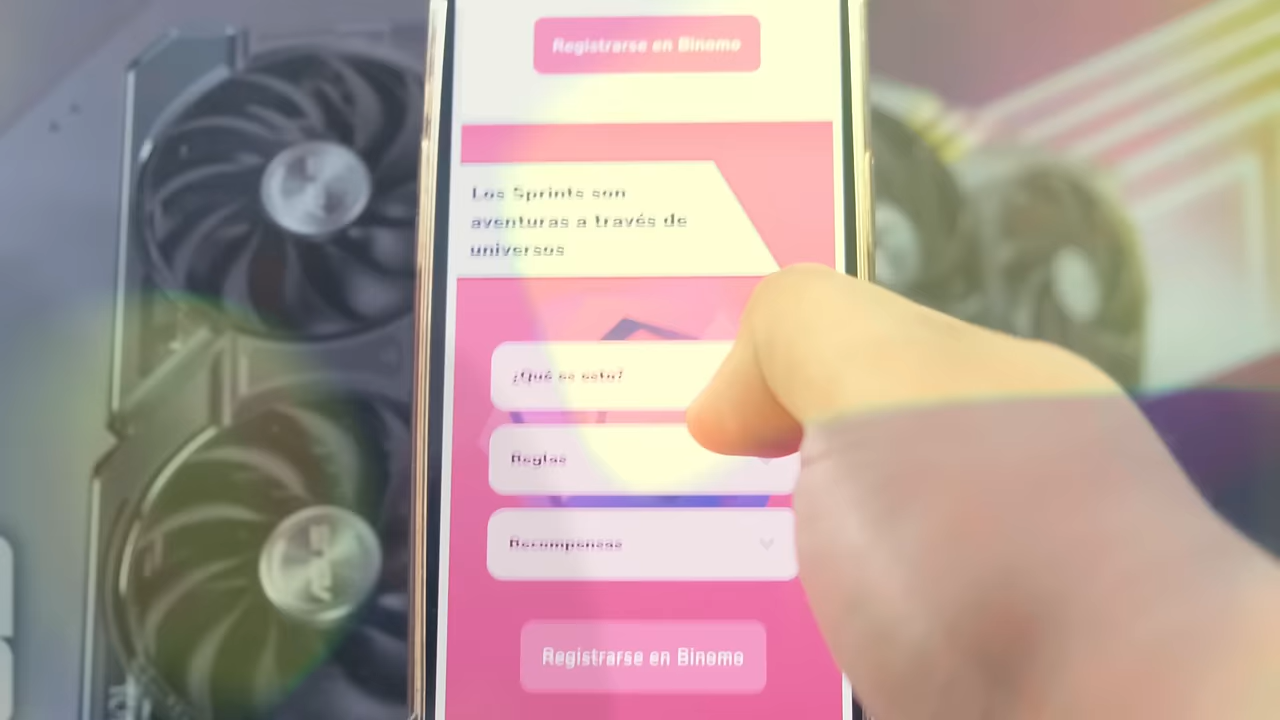 Registrarse en Binomo
Los Sprints son
aventuras a través de
universos
¿Qué es esto?
Reglas
Recompensas
Registrarse en Binomo